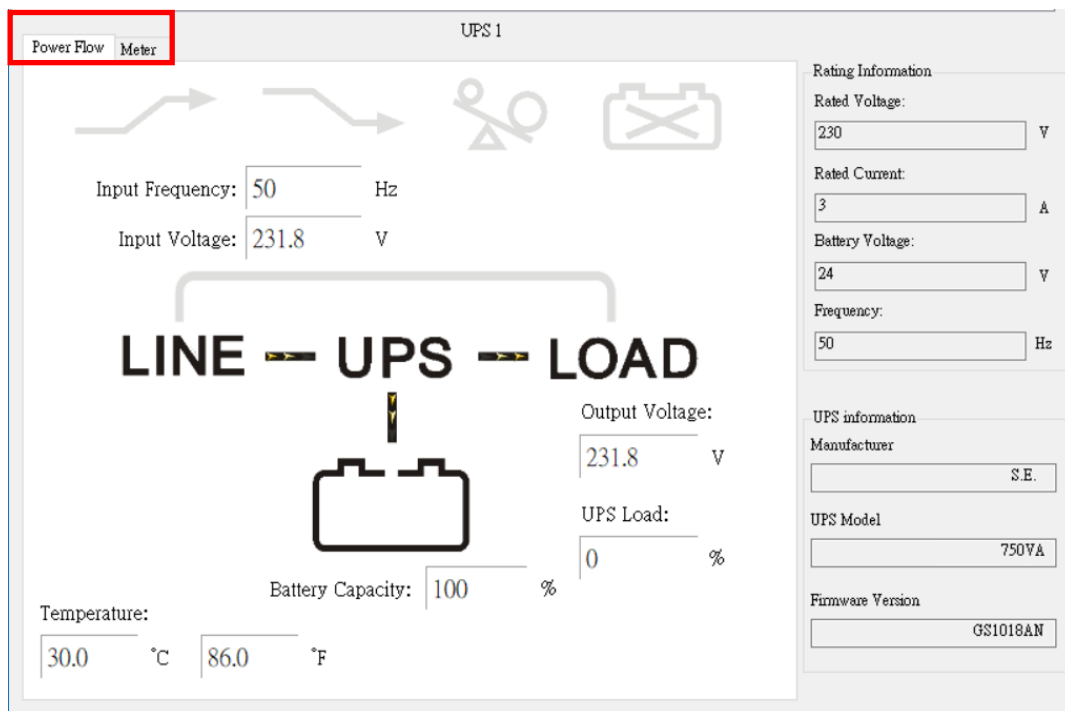 UPS 1
Power Flow Meter
Input Frequency: 50 Hz
Input Voltage: 231.8 V
LINE UPS LOAD
Output Voltage:
231.8 V
UPS Load:
0 %
Battery Capacity: 100 %
Temperature:
30.0 °C 86.0 °F
Rating Information
Rated Voltage:
230 V
Rated Current:
3 A
Battery Voltage:
24 V
Frequency:
50 Hz
UPS information
Manufacturer
S.E.
UPS Model
750VA
Firmware Version
GS1018AN